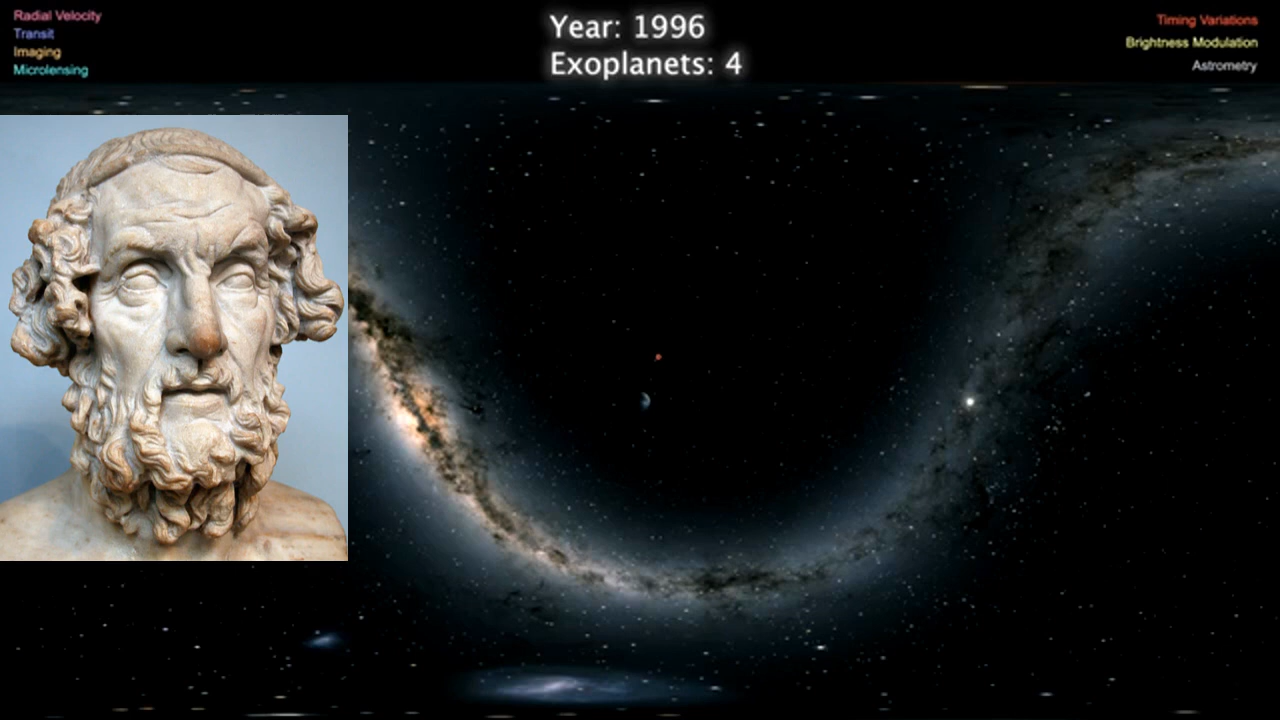 Radial Velocity
Transit
Imaging
Microlensing
Year: 1996
Exoplanets: 4
Timing Variations
Brightness Modulation
Astrometry